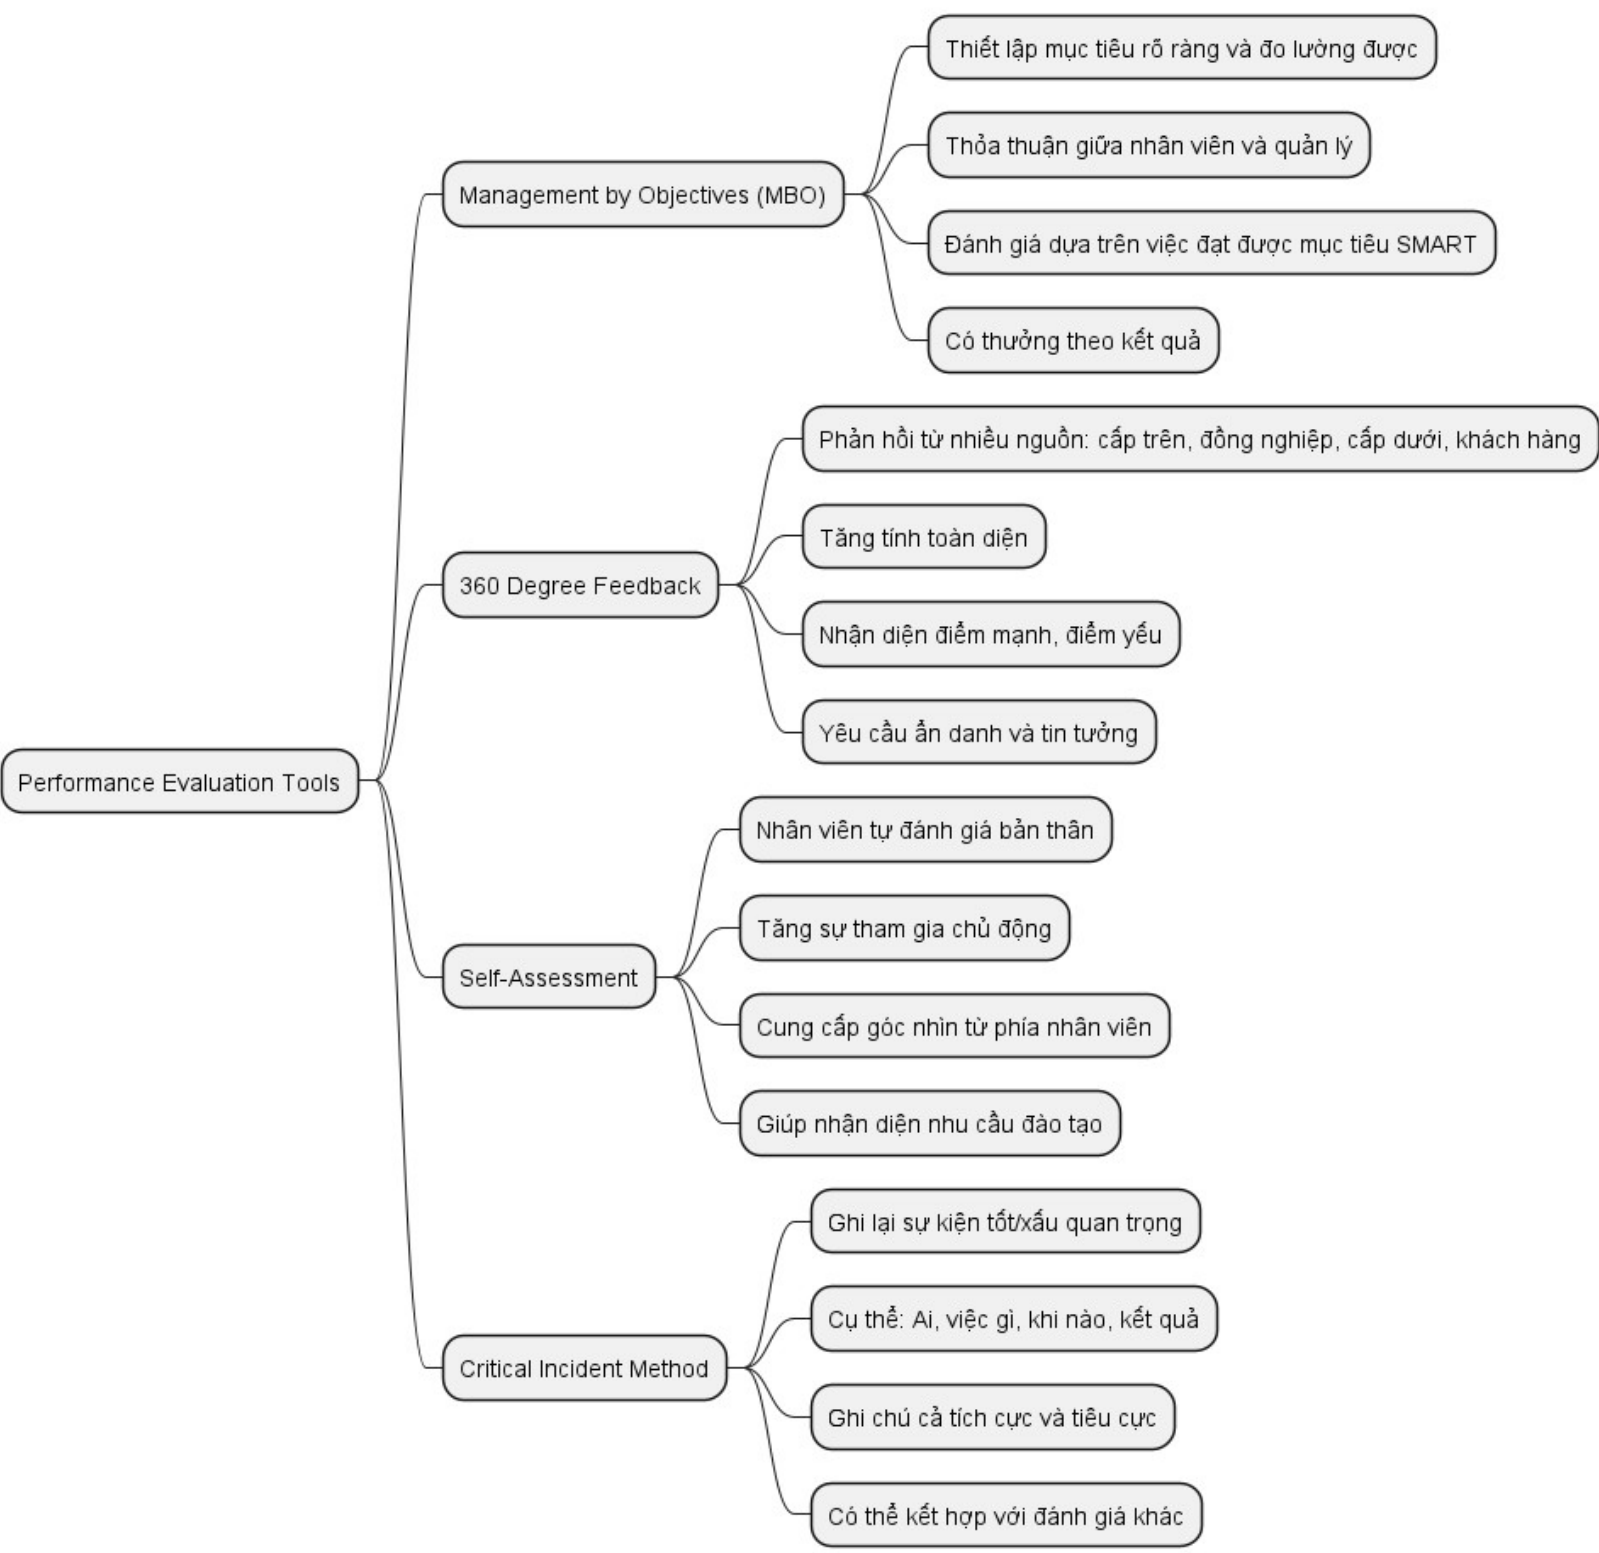 Performance Evaluation Tools
Management by Objectives (MBO)
Thiết lập mục tiêu rõ ràng và đo lường được
Thỏa thuận giữa nhân viên và quản lý
Đánh giá dựa trên việc đạt được mục tiêu SMART
Có thưởng theo kết quả
360 Degree Feedback
Phản hồi từ nhiều nguồn: cấp trên, đồng nghiệp, cấp dưới, khách hàng
Tăng tính toàn diện
Nhận diện điểm mạnh, điểm yếu
Yêu cầu ẩn danh và tin tưởng
Self-Assessment
Nhân viên tự đánh giá bản thân
Tăng sự tham gia chủ động
Cung cấp góc nhìn từ phía nhân viên
Giúp nhận diện nhu cầu đào tạo
Critical Incident Method
Ghi lại sự kiện tốt/xấu quan trọng
Cụ thể: Ai, việc gì, khi nào, kết quả
Ghi chú cả tích cực và tiêu cực
Có thể kết hợp với đánh giá khác